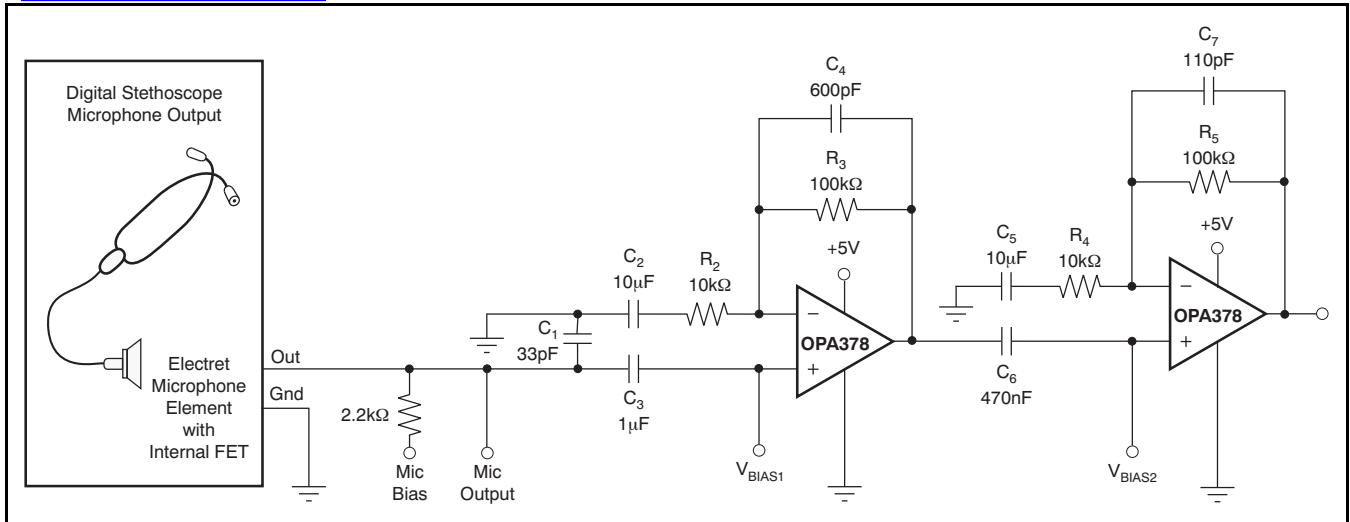 Digital Stethoscope
Microphone Output
Electret
Microphone
Element
with
Internal FET
Out
Gnd
2.2kΩ
Mic
Bias
Mic
Output
C1
33pF
C2
10μF
C3
1μF
R2
10kΩ
VBIAS1
C4
600pF
R3
100kΩ
+5V
−
OPA378
+
C5
10μF
R4
10kΩ
C6
470nF
VBIAS2
C7
110pF
R5
100kΩ
+5V
−
OPA378
+